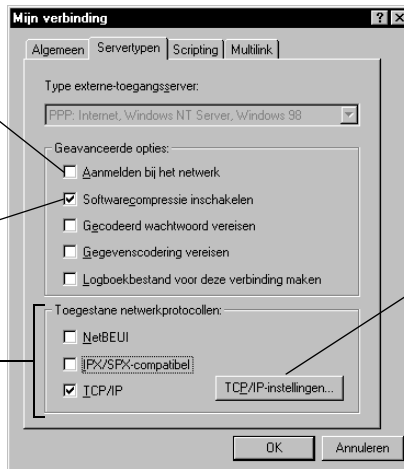 Mijn verbinding
Algemeen Servertypen Scripting Multilink
Type externe-toegangsserver:
PPP: Internet, Windows NT Server, Windows 98
Geavanceerde opties:
Aanmelden bij het netwerk
Softwarecompressie inschakelen
Gecodeerd wachtwoord vereisen
Gegevenscodering vereisen
Logboekbestand voor deze verbinding maken
Toegestane netwerkprotocollen:
NetBEUI
IPX/SPX-compatibel
TCP/IP TCP/IP-instellingen...
OK Annuleren